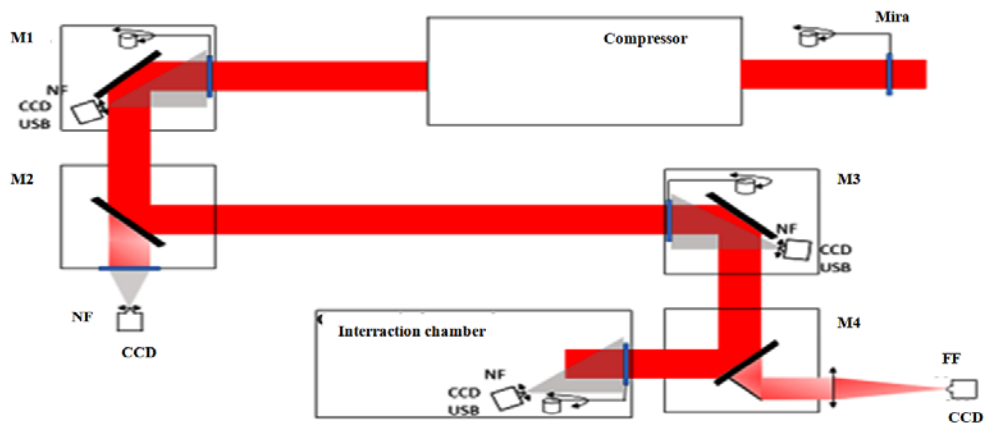 Mira
M1
Compressor
NF
CCD
USB
M2
M3
NF
CCD
USB
NF
CCD
Interraction chamber
M4
NF
CCD
USB
FF
CCD